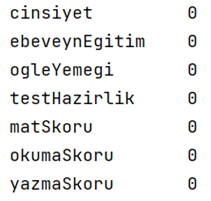 cinsiyet 0
ebeveynEgitim 0
ogleYemegi 0
testHazirlik 0
matSkoru 0
okumaSkoru 0
yazmaSkoru 0